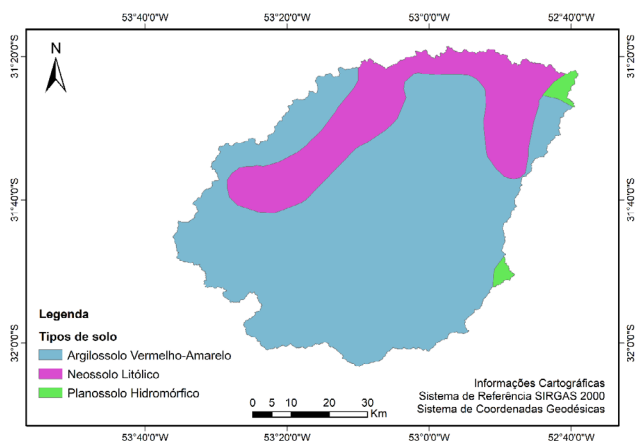 53°40'0"W 53°20'0"W 53°0'0"W 52°40'0"W
N
31°20'0"S 31°20'0"S
31°40'0"S 31°40'0"S
32°0'0"S 32°0'0"S
Legenda
Tipos de solo
Argilossolo Vermelho-Amarelo
Neossolo Litólico
Planossolo Hidromórfico
0 5 10 20 30
Km
Informações Cartográficas
Sistema de Referência SIRGAS 2000
Sistema de Coordenadas Geodésicas
53°40'0"W 53°20'0"W 53°0'0"W 52°40'0"W